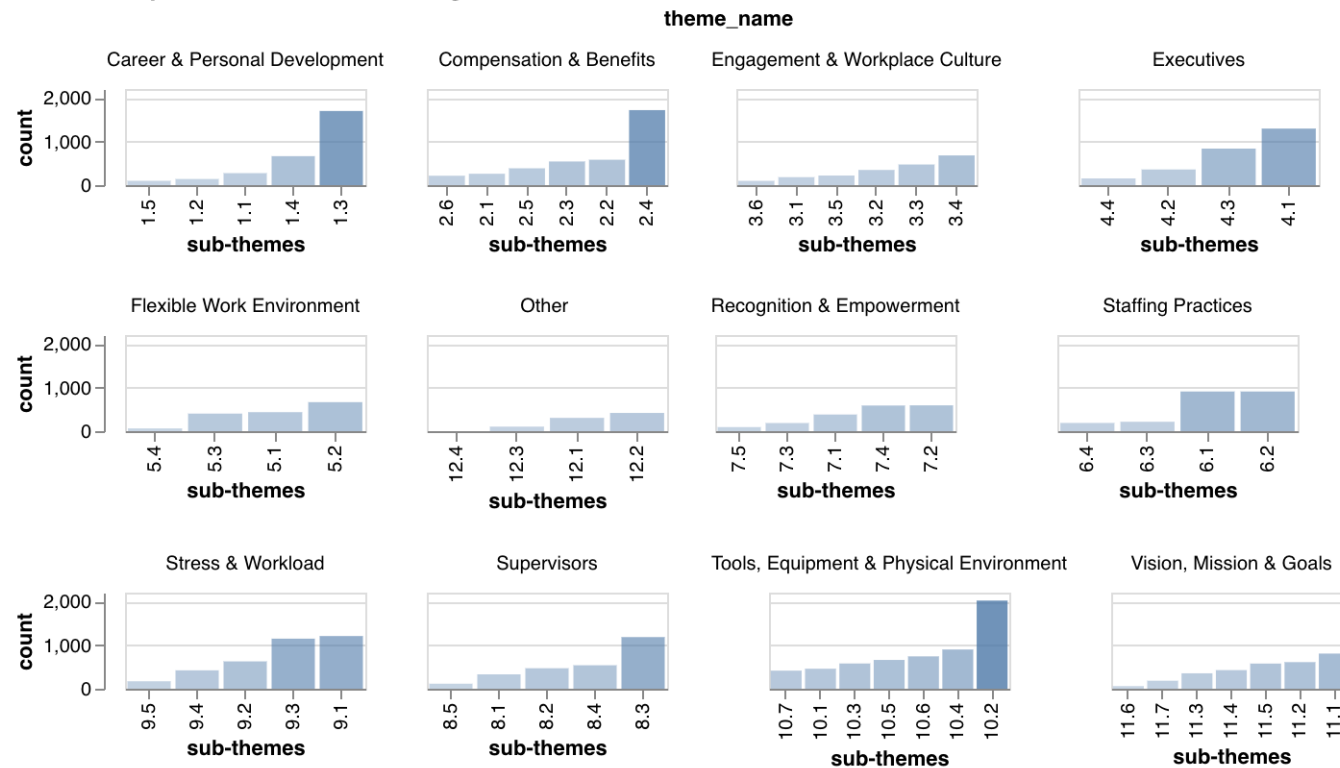 theme_name
Career & Personal Development
Compensation & Benefits
Engagement & Workplace Culture
Executives
count
2,000
1,000
0
1.5 1.2 1.1 1.4 1.3
2.6 2.1 2.5 2.3 2.2 2.4
3.6 3.1 3.5 3.2 3.3 3.4
4.4 4.2 4.3 4.1
sub-themes
sub-themes
sub-themes
sub-themes
Flexible Work Environment
Other
Recognition & Empowerment
Staffing Practices
count
2,000
1,000
0
5.4 5.3 5.1 5.2
12.4 12.3 12.1 12.2
7.5 7.3 7.1 7.4 7.2
6.4 6.3 6.1 6.2
sub-themes
sub-themes
sub-themes
sub-themes
Stress & Workload
Supervisors
Tools, Equipment & Physical Environment
Vision, Mission & Goals
count
2,000
1,000
0
9.5 9.4 9.2 9.3 9.1
8.5 8.1 8.2 8.4 8.3
10.7 10.1 10.3 10.5 10.6 10.4 10.2
11.6 11.7 11.3 11.4 11.5 11.2 11.1
sub-themes
sub-themes
sub-themes
sub-themes